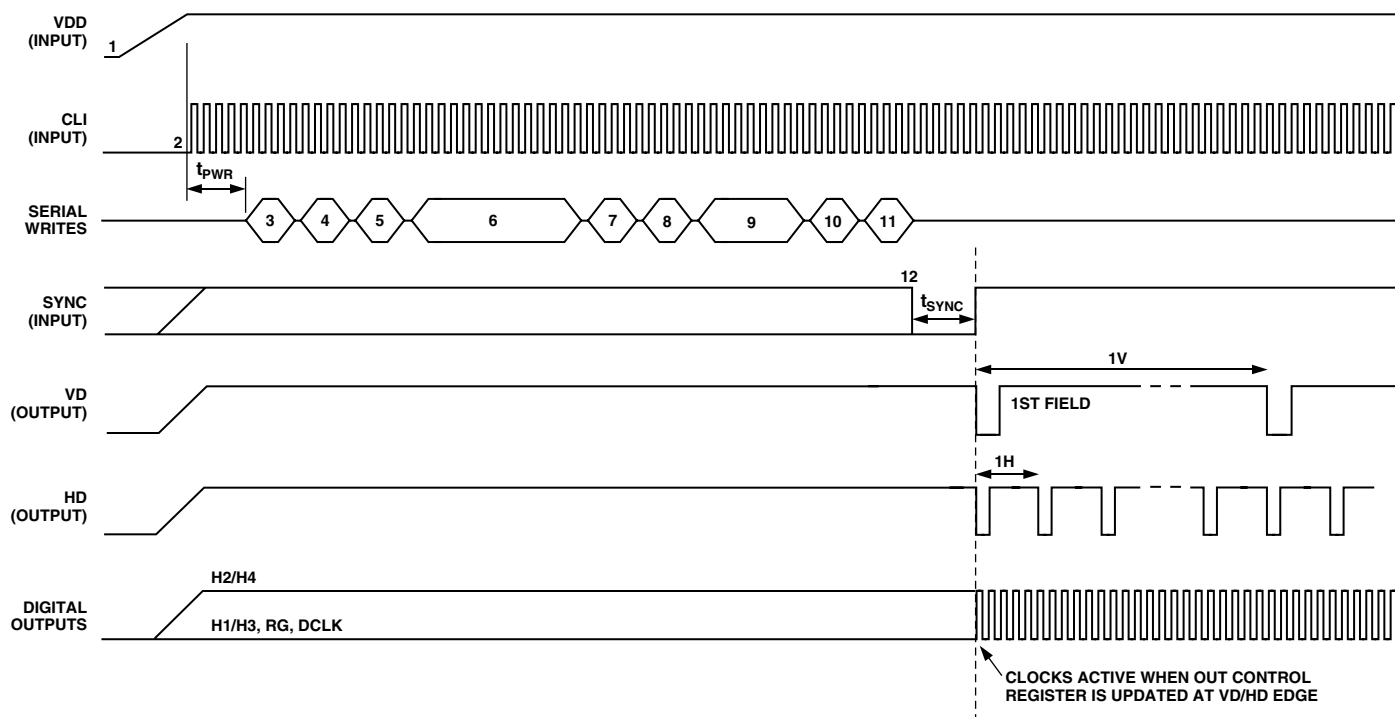 VDD
(INPUT)
1
CLI
(INPUT)
2
tPWR
SERIAL
WRITES
3
4
5
6
7
8
9
10
11
12
SYNC
(INPUT)
tSYNC
1V
VD
(OUTPUT)
1ST FIELD
1H
HD
(OUTPUT)
H2/H4
DIGITAL
OUTPUTS
H1/H3, RG, DCLK
CLOCKS ACTIVE WHEN OUT CONTROL
REGISTER IS UPDATED AT VD/HD EDGE